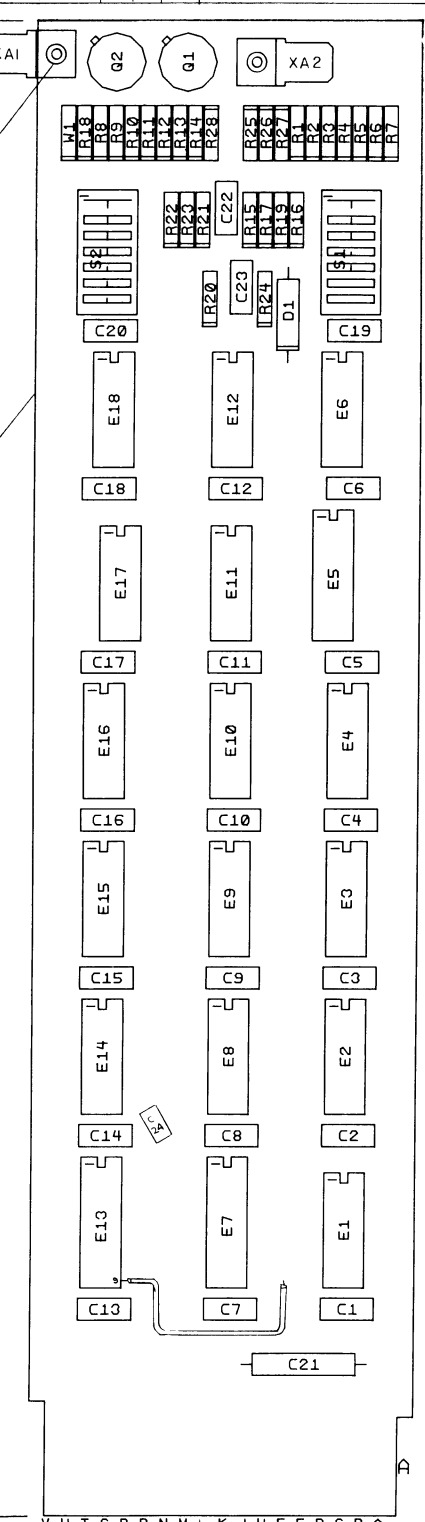 XA1 Q2 Q1 XA2
W1 R18 R8 R9 R10 R11 R12 R13 R14 R28 R25 R26 R27 R1 R2 R3 R4 R5 R6 R7
R22 R23 R21 C22 R15 R17 R19 R16
S2 S1
R20 C23 R24 D1
C20 C19
E18 E12 E6
C18 C12 C6
E17 E11 E5
C17 C11 C5
E16 E10 E4
C16 C10 C4
E15 E9 E3
C15 C9 C3
E14 E8 E2
C
24
C14 C8 C2
E13 E7 E1
C13 C7 C1
C21
A